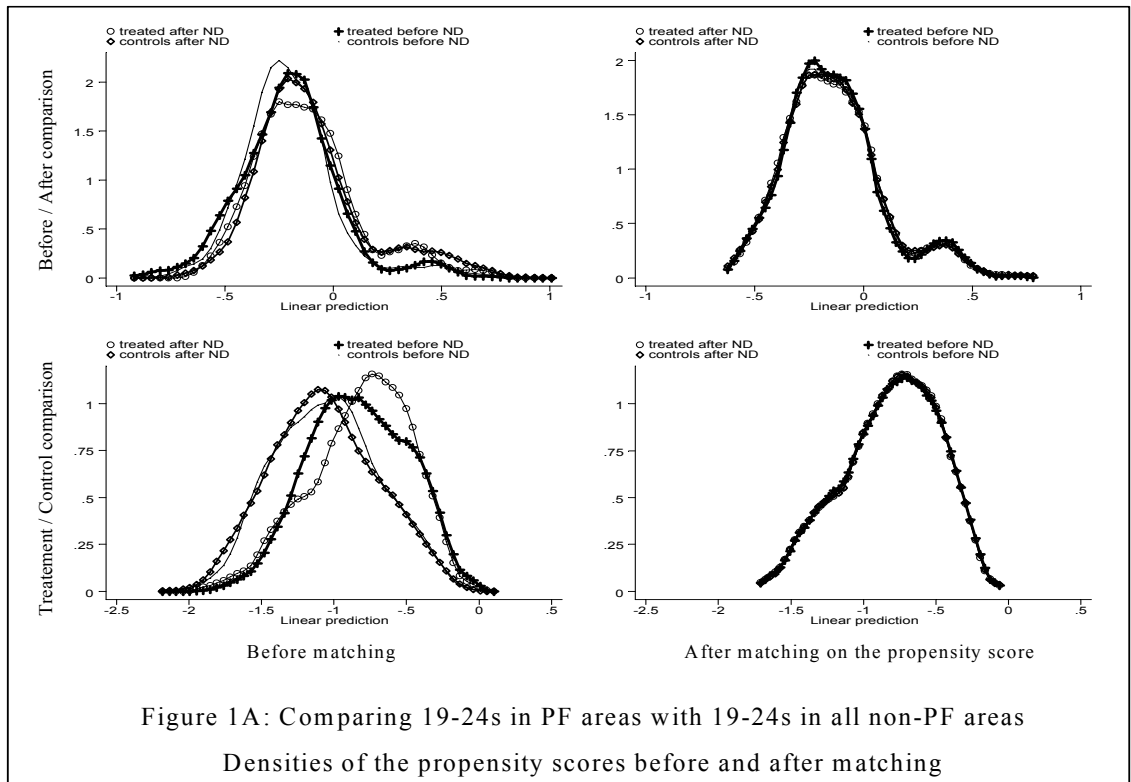 treated after ND
treated before ND
controls after ND
controls before ND
Before / After comparison
2
1.5
1
.5
0
-1
-.5
0
.5
1
Linear prediction
treated after ND
treated before ND
controls after ND
controls before ND
2
1.5
1
.5
0
-1
-.5
0
.5
1
Linear prediction
treated after ND
treated before ND
controls after ND
controls before ND
Treatement / Control comparison
1
.75
.5
.25
0
-2.5
-2
-1.5
-1
-.5
0
.5
Linear prediction
Before matching
treated after ND
treated before ND
controls after ND
controls before ND
1
.75
.5
.25
0
-2.5
-2
-1.5
-1
-.5
0
.5
Linear prediction
After matching on the propensity score
Figure 1A: Comparing 19-24s in PF areas with 19-24s in all non-PF areas
Densities of the propensity scores before and after matching